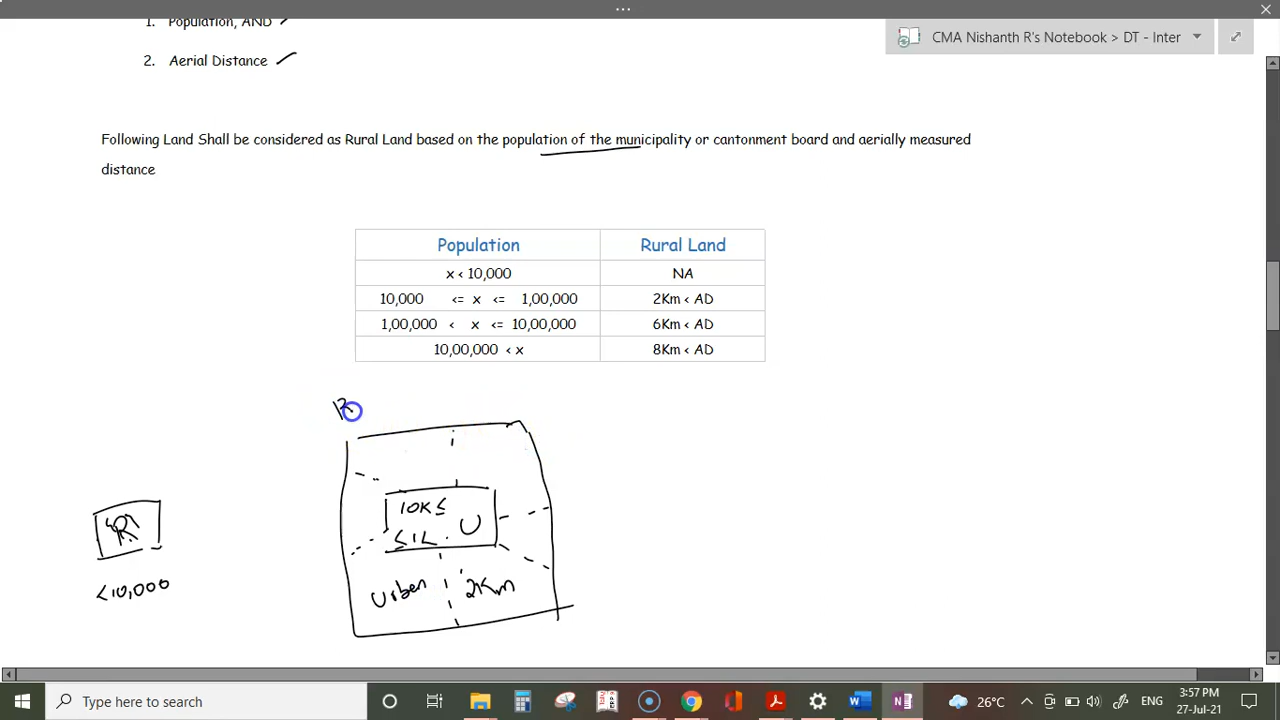 1. Population, AND
CMA Nishanth R's Notebook > DT - Inter
2. Aerial Distance
Following Land Shall be considered as Rural Land based on the population of the municipality or cantonment board and aerially measured
distance
Population Rural Land
x < 10,000 NA
10,000 <= x <= 1,00,000 2Km < AD
1,00,000 < x <= 10,00,000 6Km < AD
10,00,000 < x 8Km < AD
R
10K ≤
≤ 1L . U
"R"
<10,000
Urban 2Km
Type here to search
26°C
ENG
3:57 PM
27-Jul-21